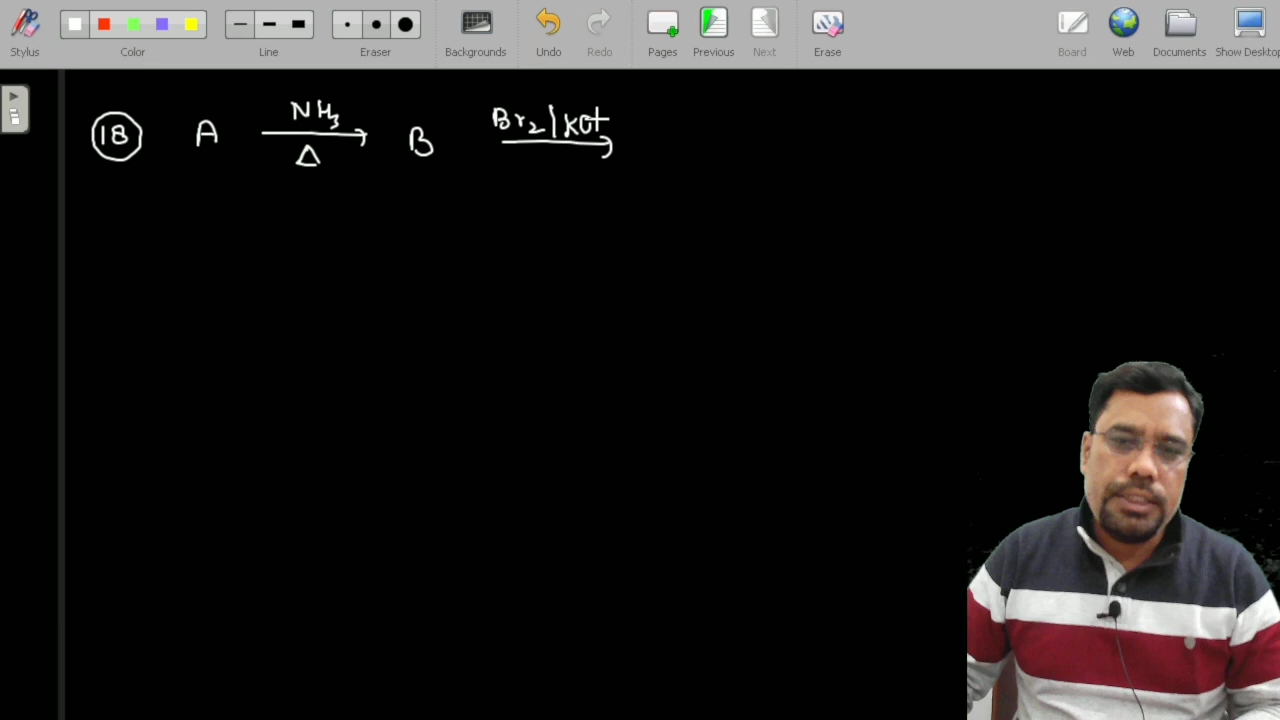 Stylus Color Line Eraser Backgrounds Undo Redo Pages Previous Next Erase Board Web Documents Show Desktop
18 A NH3 B Br2|KOH
Δ